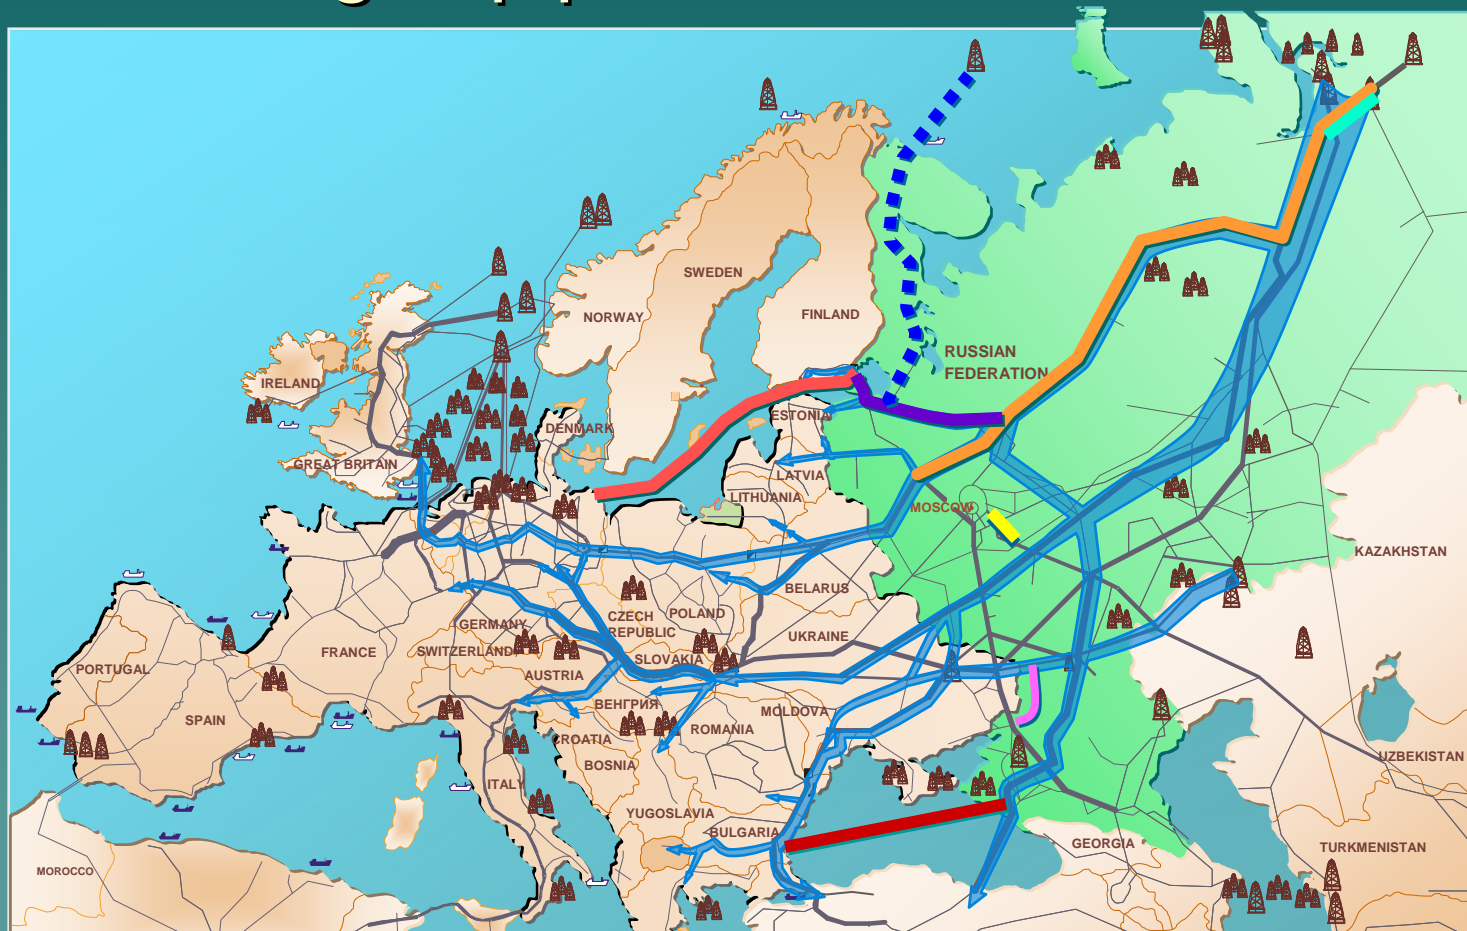 SWEDEN
NORWAY
FINLAND
RUSSIAN
FEDERATION
IRELAND
ESTONIA
DENMARK
GREAT BRITAIN
LATVIA
LITHUANIA
MOSCOW
KAZAKHSTAN
BELARUS
POLAND
CZECH
REPUBLIC
GERMANY
UKRAINE
FRANCE
SWITZERLAND
SLOVAKIA
PORTUGAL
AUSTRIA
ВЕНГРИЯ
SPAIN
MOLDOVA
ROMANIA
CROATIA
BOSNIA
UZBEKISTAN
ITALY
YUGOSLAVIA
BULGARIA
GEORGIA
TURKMENISTAN
MOROCCO